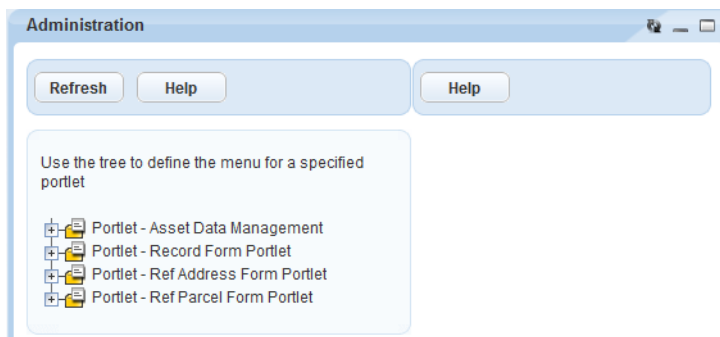 Administration
Refresh Help Help
Use the tree to define the menu for a specified
portlet
Portlet - Asset Data Management
Portlet - Record Form Portlet
Portlet - Ref Address Form Portlet
Portlet - Ref Parcel Form Portlet